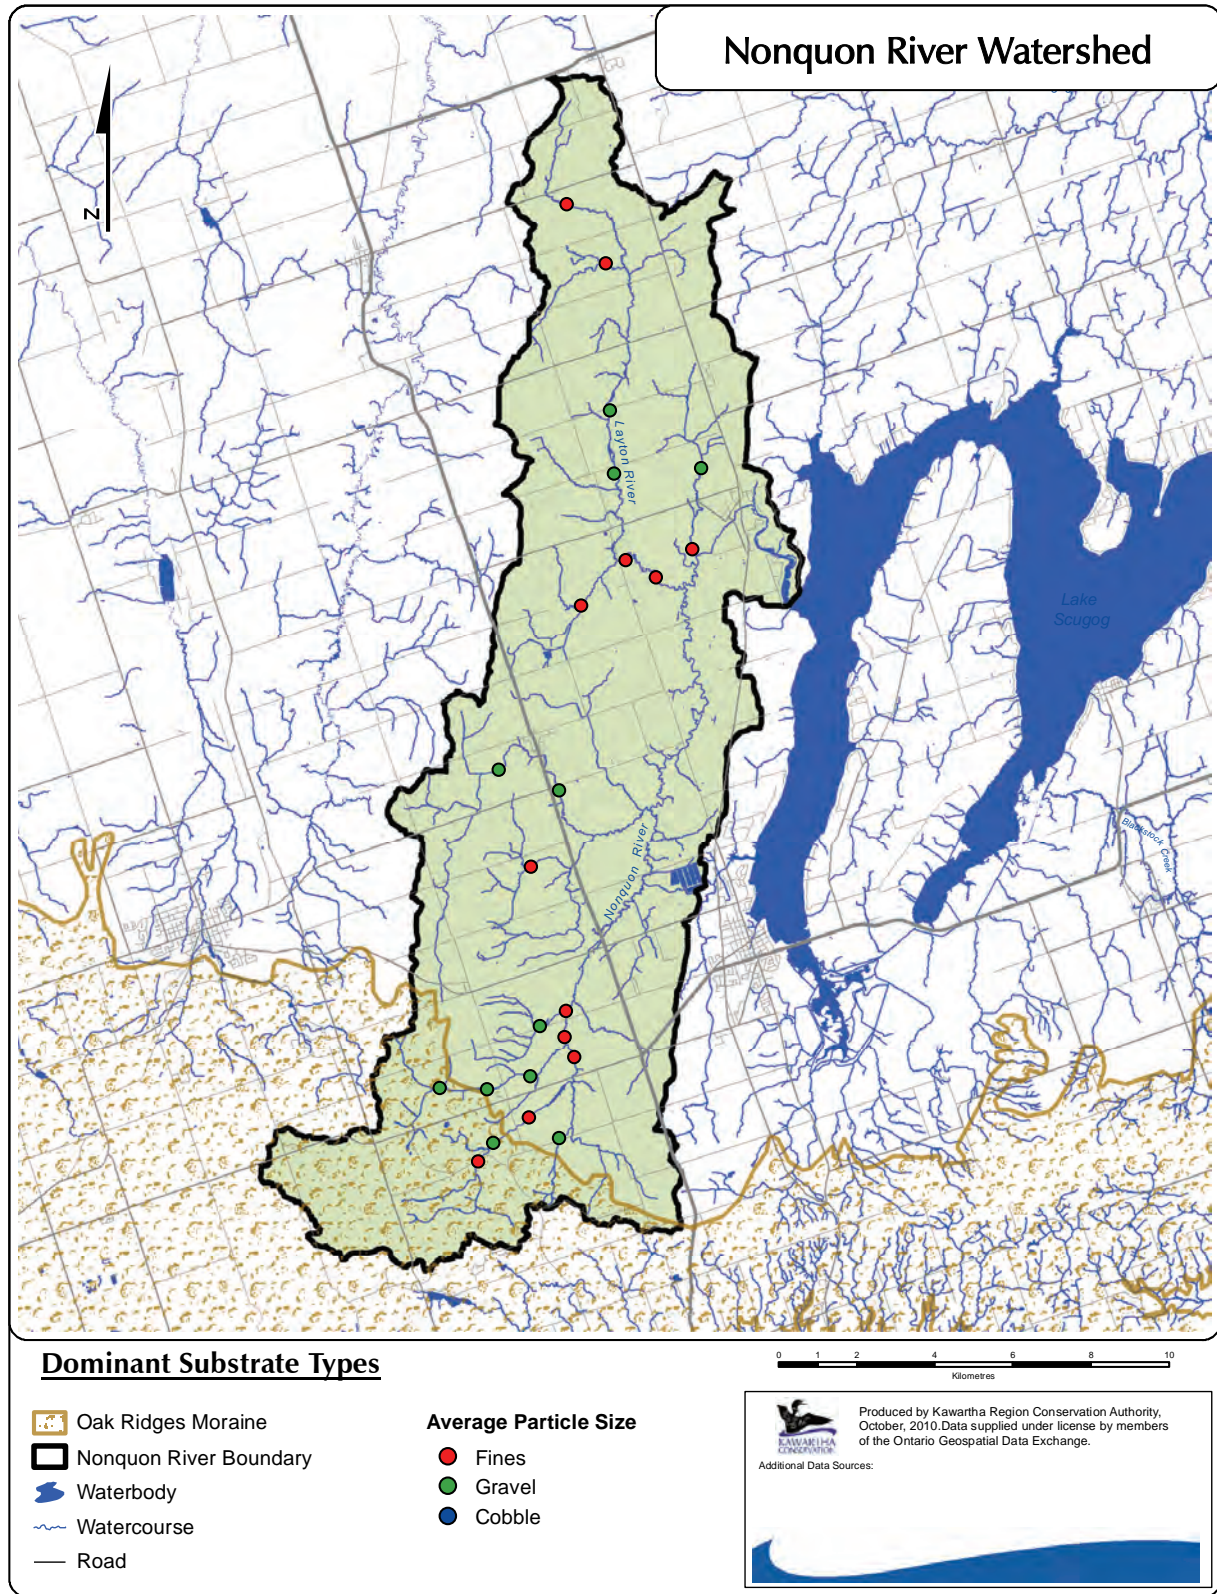 Nonquon River Watershed
N
Layton River
Lake
Scugog
Nonquon River
Blackstock Creek
Dominant Substrate Types
Oak Ridges Moraine
Nonquon River Boundary
Waterbody
Watercourse
Road
Average Particle Size
Fines
Gravel
Cobble
0 1 2 4 6 8 10
Kilometres
KAWARTHA
CONSERVATION
Produced by Kawartha Region Conservation Authority,
October, 2010.Data supplied under license by members
of the Ontario Geospatial Data Exchange.
Additional Data Sources: